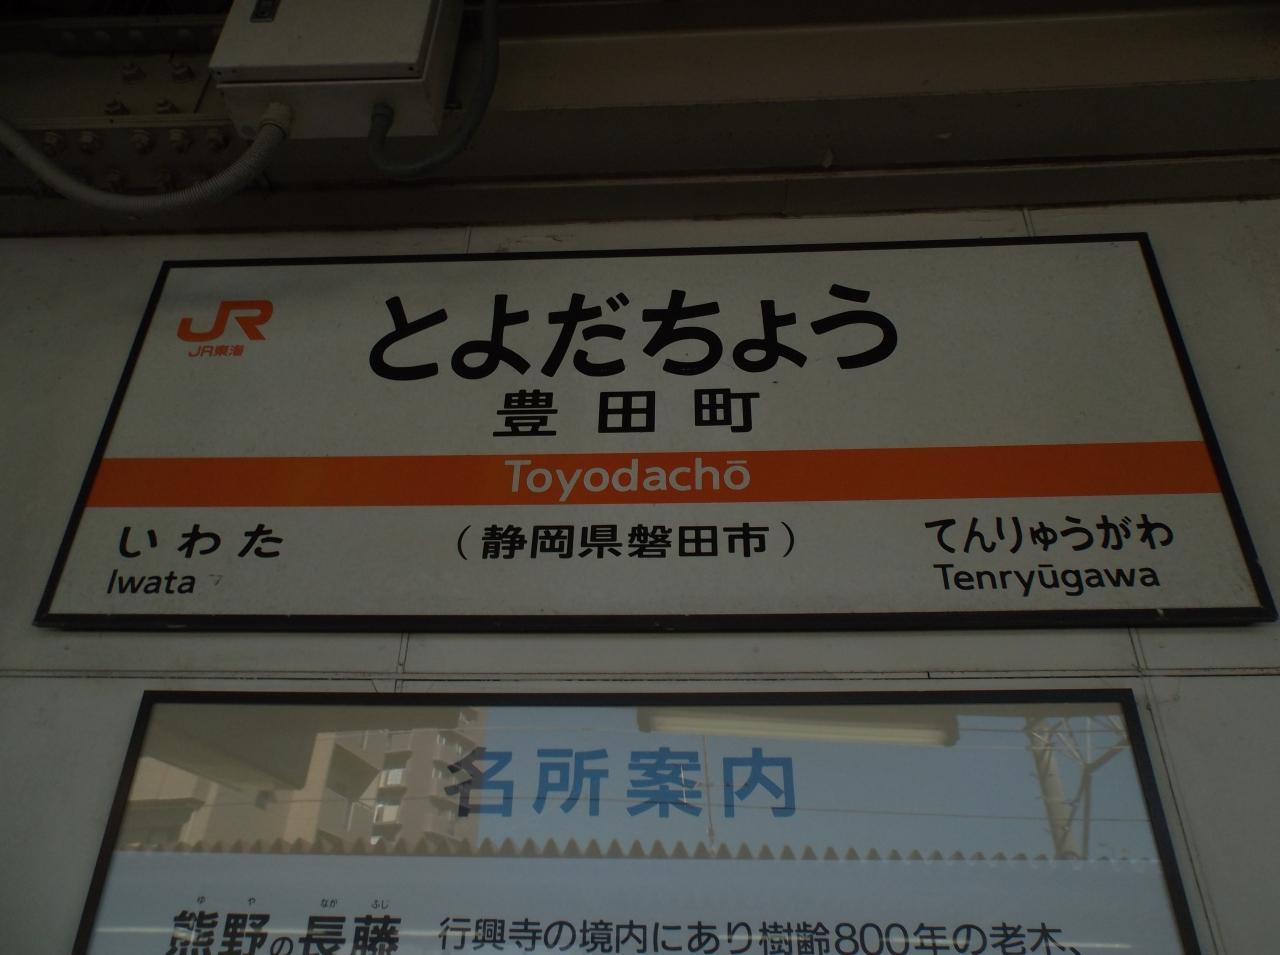 JR
JR東海
とよだちょう
豊田町
Toyodachō
いわた
Iwata
(静岡県磐田市)
てんりゅうがわ
Tenryūgawa
名所案内
ゆ や なが ふじ
熊野の長藤
行興寺の境内にあり樹齢800年の老木、